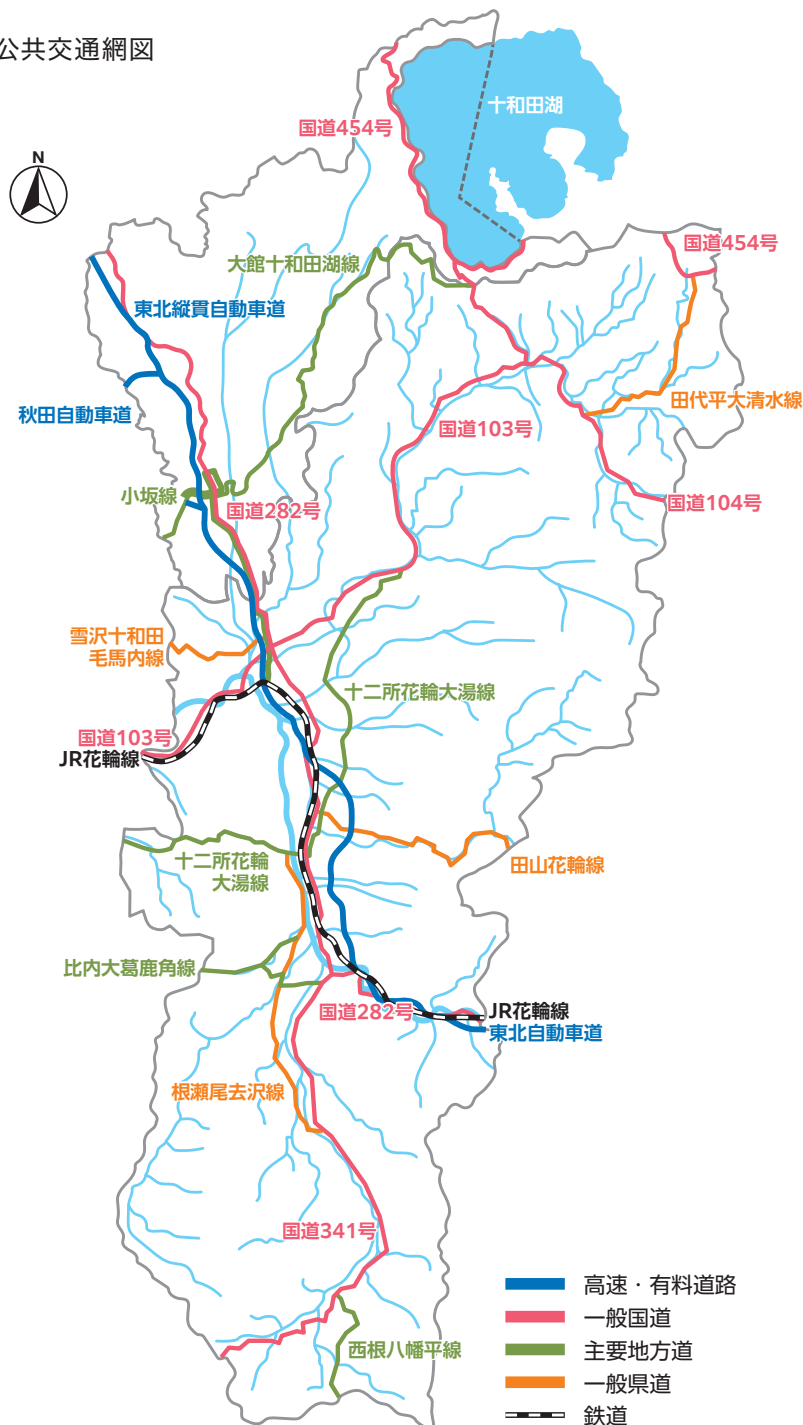 公共交通網図
N
十和田湖
国道454号
国道454号
大館十和田湖線
東北縦貫自動車道
秋田自動車道
田代平大清水線
国道103号
小坂線
国道282号
国道104号
雪沢十和田
毛馬内線
十二所花輪大湯線
国道103号
JR花輪線
十二所花輪
大湯線
田山花輪線
比内大葛鹿角線
国道282号
JR花輪線
東北自動車道
根瀬尾去沢線
国道341号
西根八幡平線
高速・有料道路
一般国道
主要地方道
一般県道
鉄道